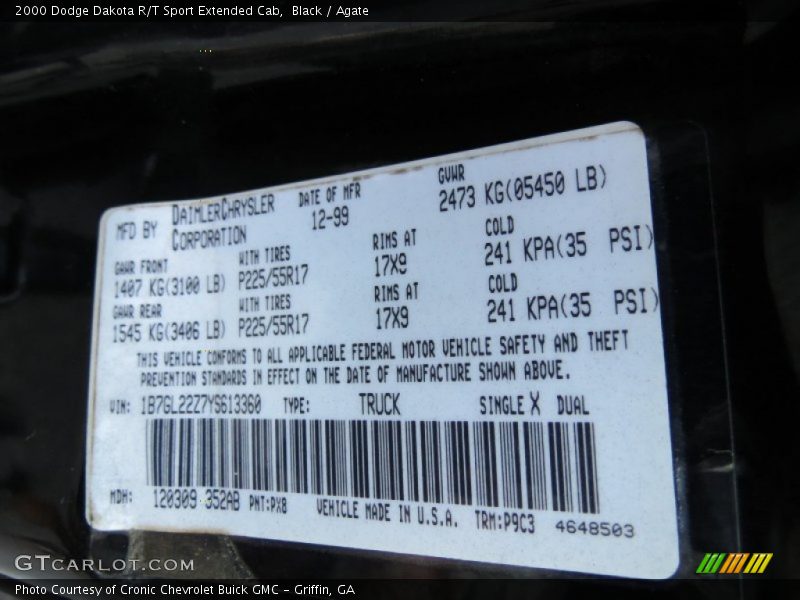 2000 Dodge Dakota R/T Sport Extended Cab, Black / Agate
MFD BY DAIMLERCHRYSLER CORPORATION
DATE OF MFR 12-99
GVWR 2473 KG(05450 LB)
GAWR FRONT WITH TIRES RIMS AT COLD
1407 KG(3100 LB) P225/55R17 17X9 241 KPA(35 PSI)
GAWR REAR WITH TIRES RIMS AT COLD
1545 KG(3406 LB) P225/55R17 17X9 241 KPA(35 PSI)
THIS VEHICLE CONFORMS TO ALL APPLICABLE FEDERAL MOTOR VEHICLE SAFETY AND THEFT
PREVENTION STANDARDS IN EFFECT ON THE DATE OF MANUFACTURE SHOWN ABOVE.
VIN: 1B7GL22Z7YS613360 TYPE: TRUCK SINGLE X DUAL
MDH: 120309 352AB PNT:PX8 VEHICLE MADE IN U.S.A. TRM:P9C3 4648503
GTCARLOT.COM
Photo Courtesy of Cronic Chevrolet Buick GMC – Griffin, GA